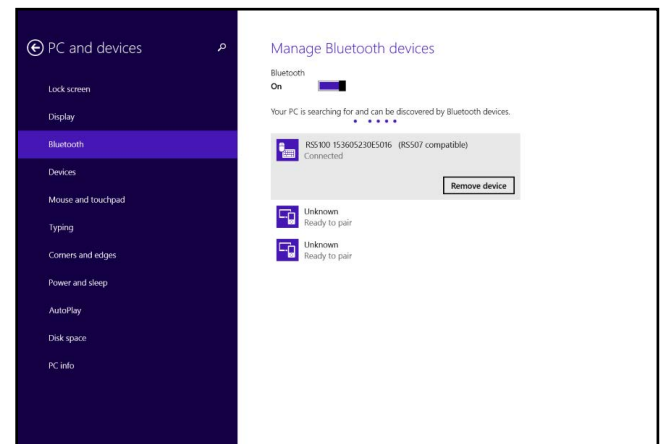 PC and devices
Lock screen
Display
Bluetooth
Devices
Mouse and touchpad
Typing
Corners and edges
Power and sleep
AutoPlay
Disk space
PC info
Manage Bluetooth devices
Bluetooth
On
Your PC is searching for and can be discovered by Bluetooth devices.
RS5100 153605230E5016 (RS507 compatible)
Connected
Remove device
Unknown
Ready to pair
Unknown
Ready to pair